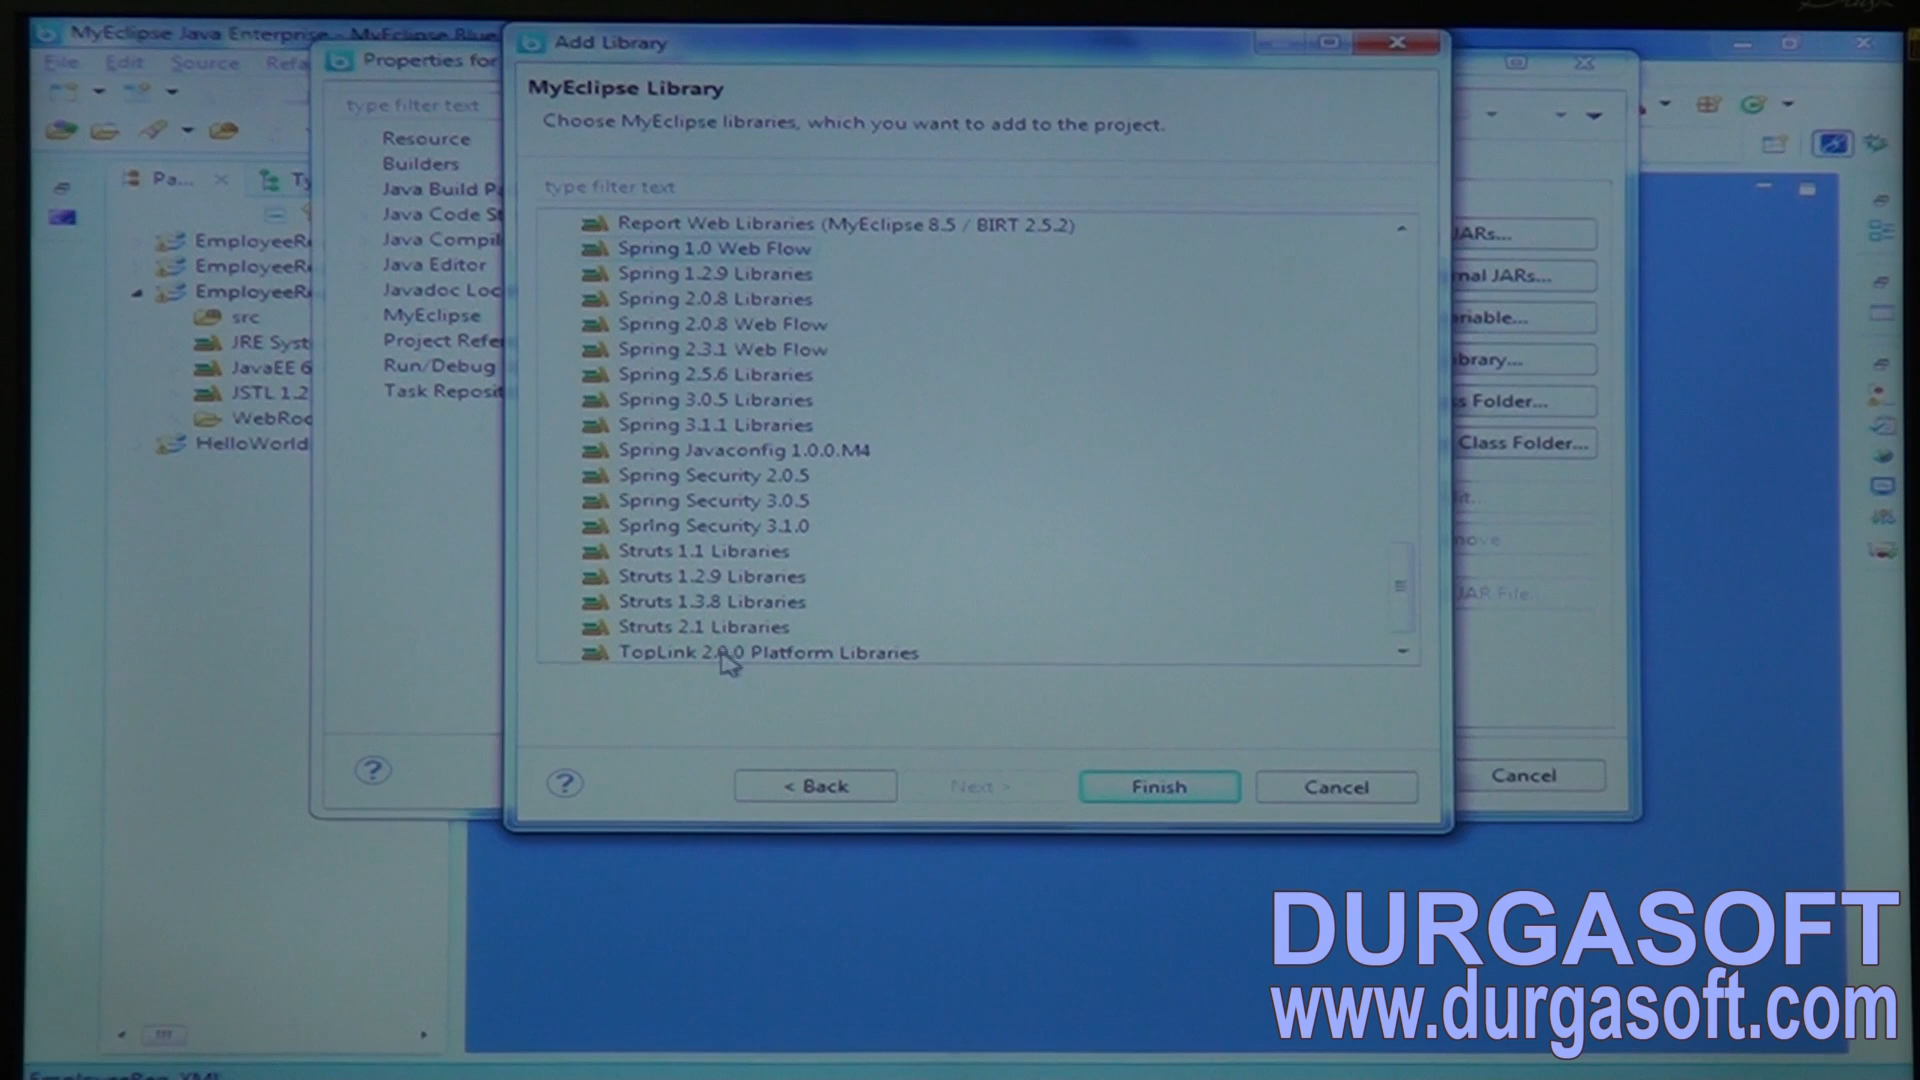 MyEclipse Java Enterprise - MyEclipse Blue
File Edit Source Refa
Pa...
EmployeeR
EmployeeR
EmployeeR
src
JRE Syst
JavaEE 6
JSTL 1.2
WebRoo
HelloWorld
Properties for
type filter text
Resource
Builders
Java Build Pa
Java Code St
Java Compil
Java Editor
Javadoc Loc
MyEclipse
Project Refe
Run/Debug
Task Reposit
Add Library
MyEclipse Library
Choose MyEclipse libraries, which you want to add to the project.
type filter text
Report Web Libraries (MyEclipse 8.5 / BIRT 2.5.2)
Spring 1.0 Web Flow
Spring 1.2.9 Libraries
Spring 2.0.8 Libraries
Spring 2.0.8 Web Flow
Spring 2.3.1 Web Flow
Spring 2.5.6 Libraries
Spring 3.0.5 Libraries
Spring 3.1.1 Libraries
Spring Javaconfig 1.0.0.M4
Spring Security 2.0.5
Spring Security 3.0.5
Spring Security 3.1.0
Struts 1.1 Libraries
Struts 1.2.9 Libraries
Struts 1.3.8 Libraries
Struts 2.1 Libraries
TopLink 2.0.0 Platform Libraries
< Back
Next >
Finish
Cancel
JARs...
nal JARs...
riable...
brary...
s Folder...
Class Folder...
it...
nove
JAR File...
Cancel
DURGASOFT
www.durgasoft.com